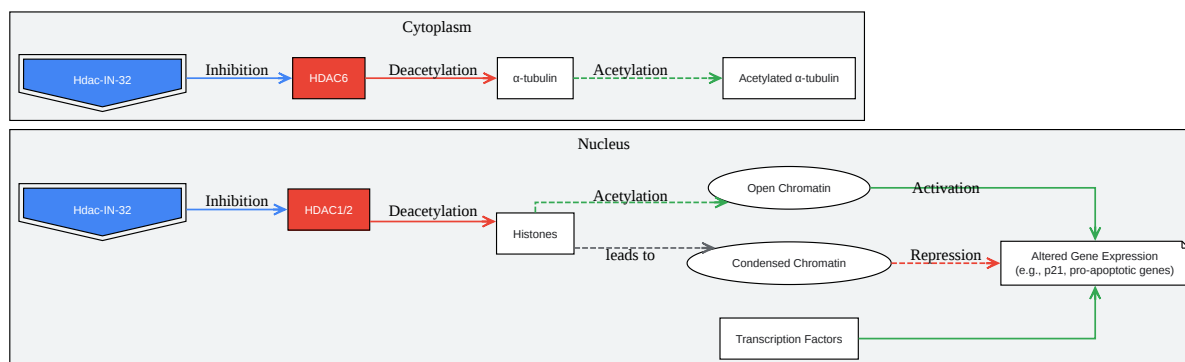 Cytoplasm
Hdac-IN-32
Inhibition
HDAC6
Deacetylation
α-tubulin
Acetylation
Acetylated α-tubulin
Nucleus
Hdac-IN-32
Inhibition
HDAC1/2
Deacetylation
Histones
Acetylation
Open Chromatin
Activation
leads to
Condensed Chromatin
Repression
Altered Gene Expression
(e.g., p21, pro-apoptotic genes)
Transcription Factors